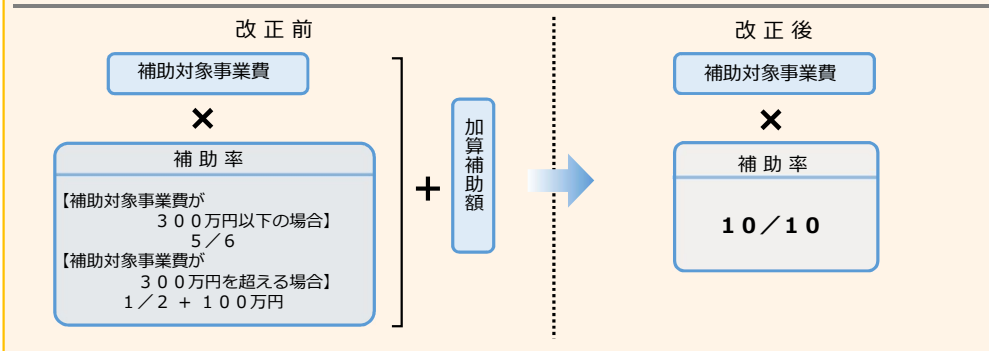 改正前
補助対象事業費
×
補助率
【補助対象事業費が
３００万円以下の場合】
５／６
【補助対象事業費が
３００万円を超える場合】
１／２ + １００万円
+
加算補助額
改正後
補助対象事業費
×
補助率
１０／１０